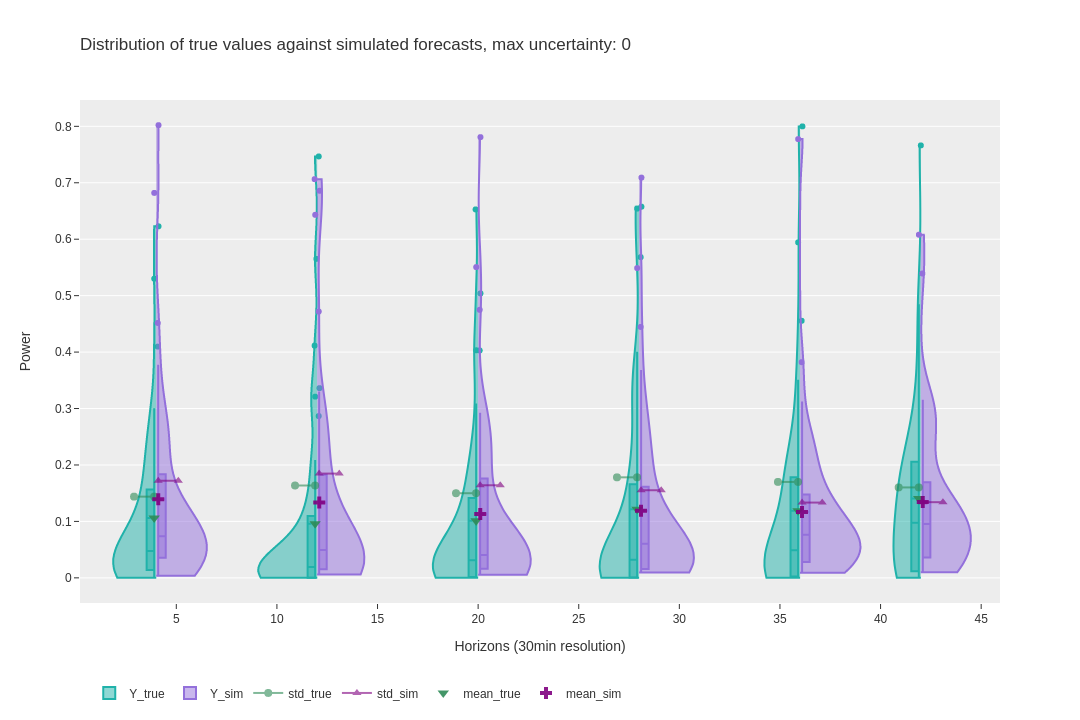 Distribution of true values against simulated forecasts, max uncertainty: 0
0.8
0.7
0.6
0.5
0.4
0.3
0.2
0.1
0
Power
5 10 15 20 25 30 35 40 45
Horizons (30min resolution)
Y_true Y_sim std_true std_sim mean_true mean_sim